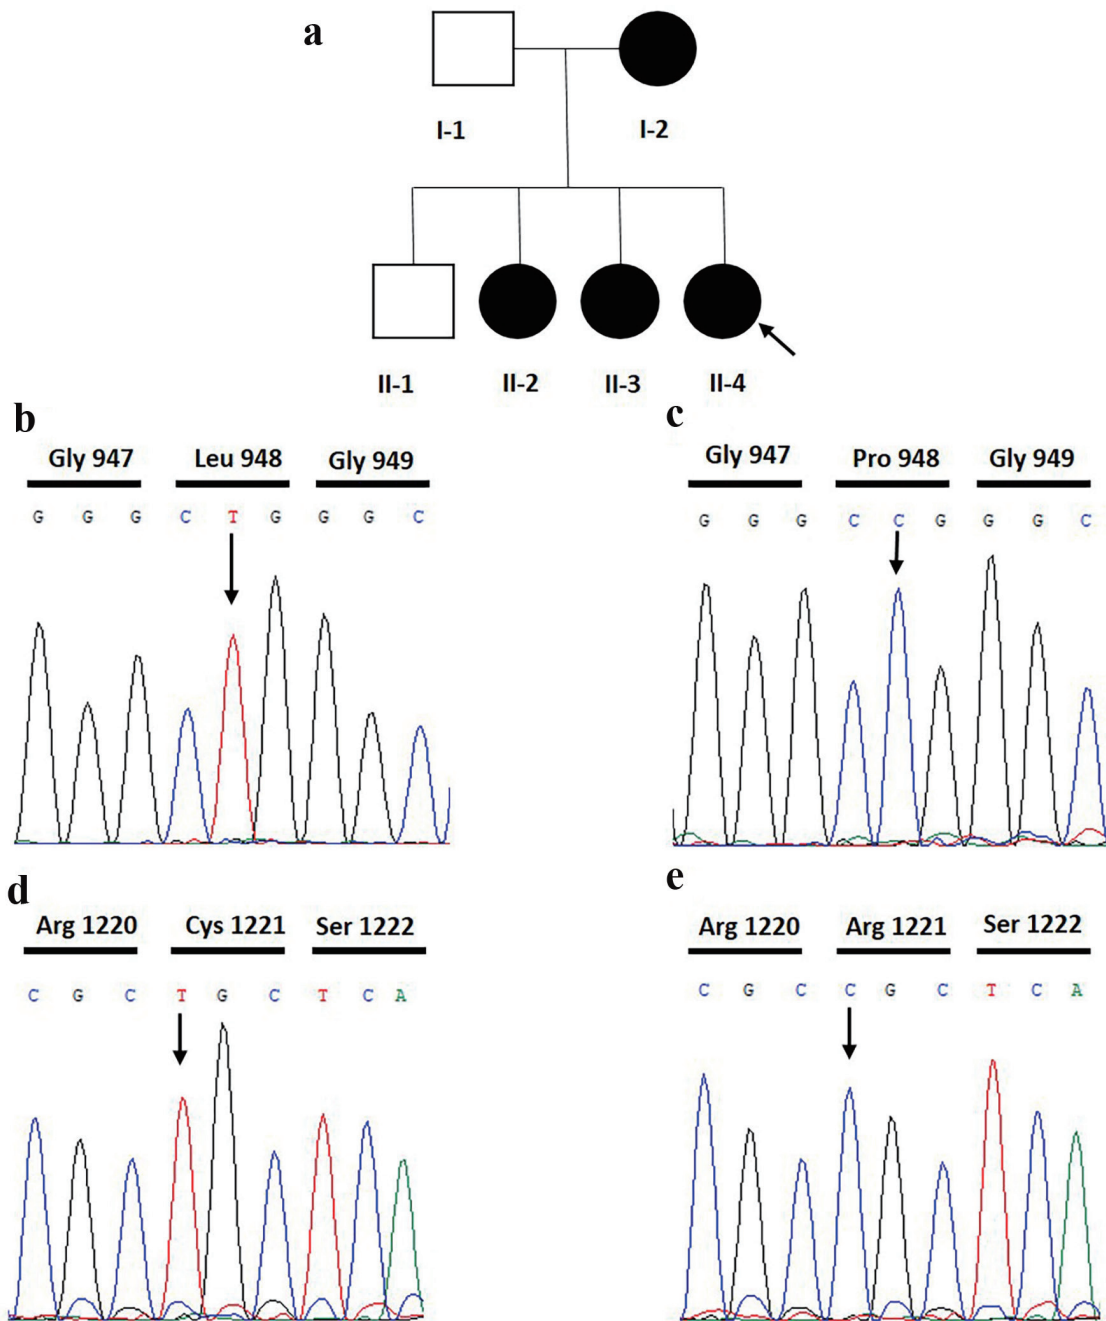 a
I-1 I-2
II-1 II-2 II-3 II-4
b
Gly 947 Leu 948 Gly 949
G G G C T G G G C
c
Gly 947 Pro 948 Gly 949
G G G C C G G G C
d
Arg 1220 Cys 1221 Ser 1222
C G C T G C T C A
e
Arg 1220 Arg 1221 Ser 1222
C G C C G C T C A